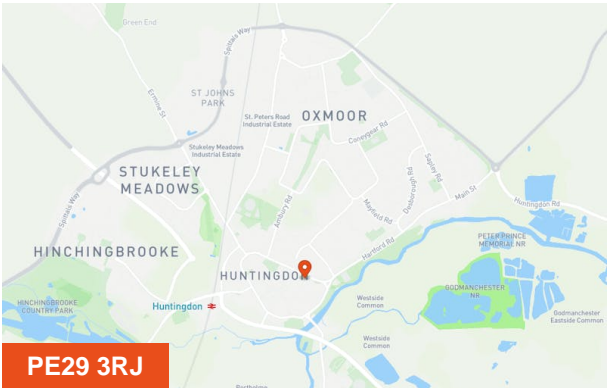 Green End
Spittals Way
Ermine St
ST JOHNS
PARK
St. Peters Road
Industrial Estate
OXMOOR
Coneygear Rd
Stukeley Meadows
Industrial Estate
STUKELEY
MEADOWS
Sapley Rd
Desborough Rd
Main St
Mayfield Rd
Ambury Rd
Huntingdon Rd
Spittals Way
Hartford Rd
PETER PRINCE
MEMORIAL NR
HINCHINGBROOKE
HUNTINGDON
GODMANCHESTER
NR
HINCHINGBROOKE
COUNTRY PARK
Huntingdon
Westside
Common
Godmanchester
Eastside Common
Westside
Common
PE29 3RJ